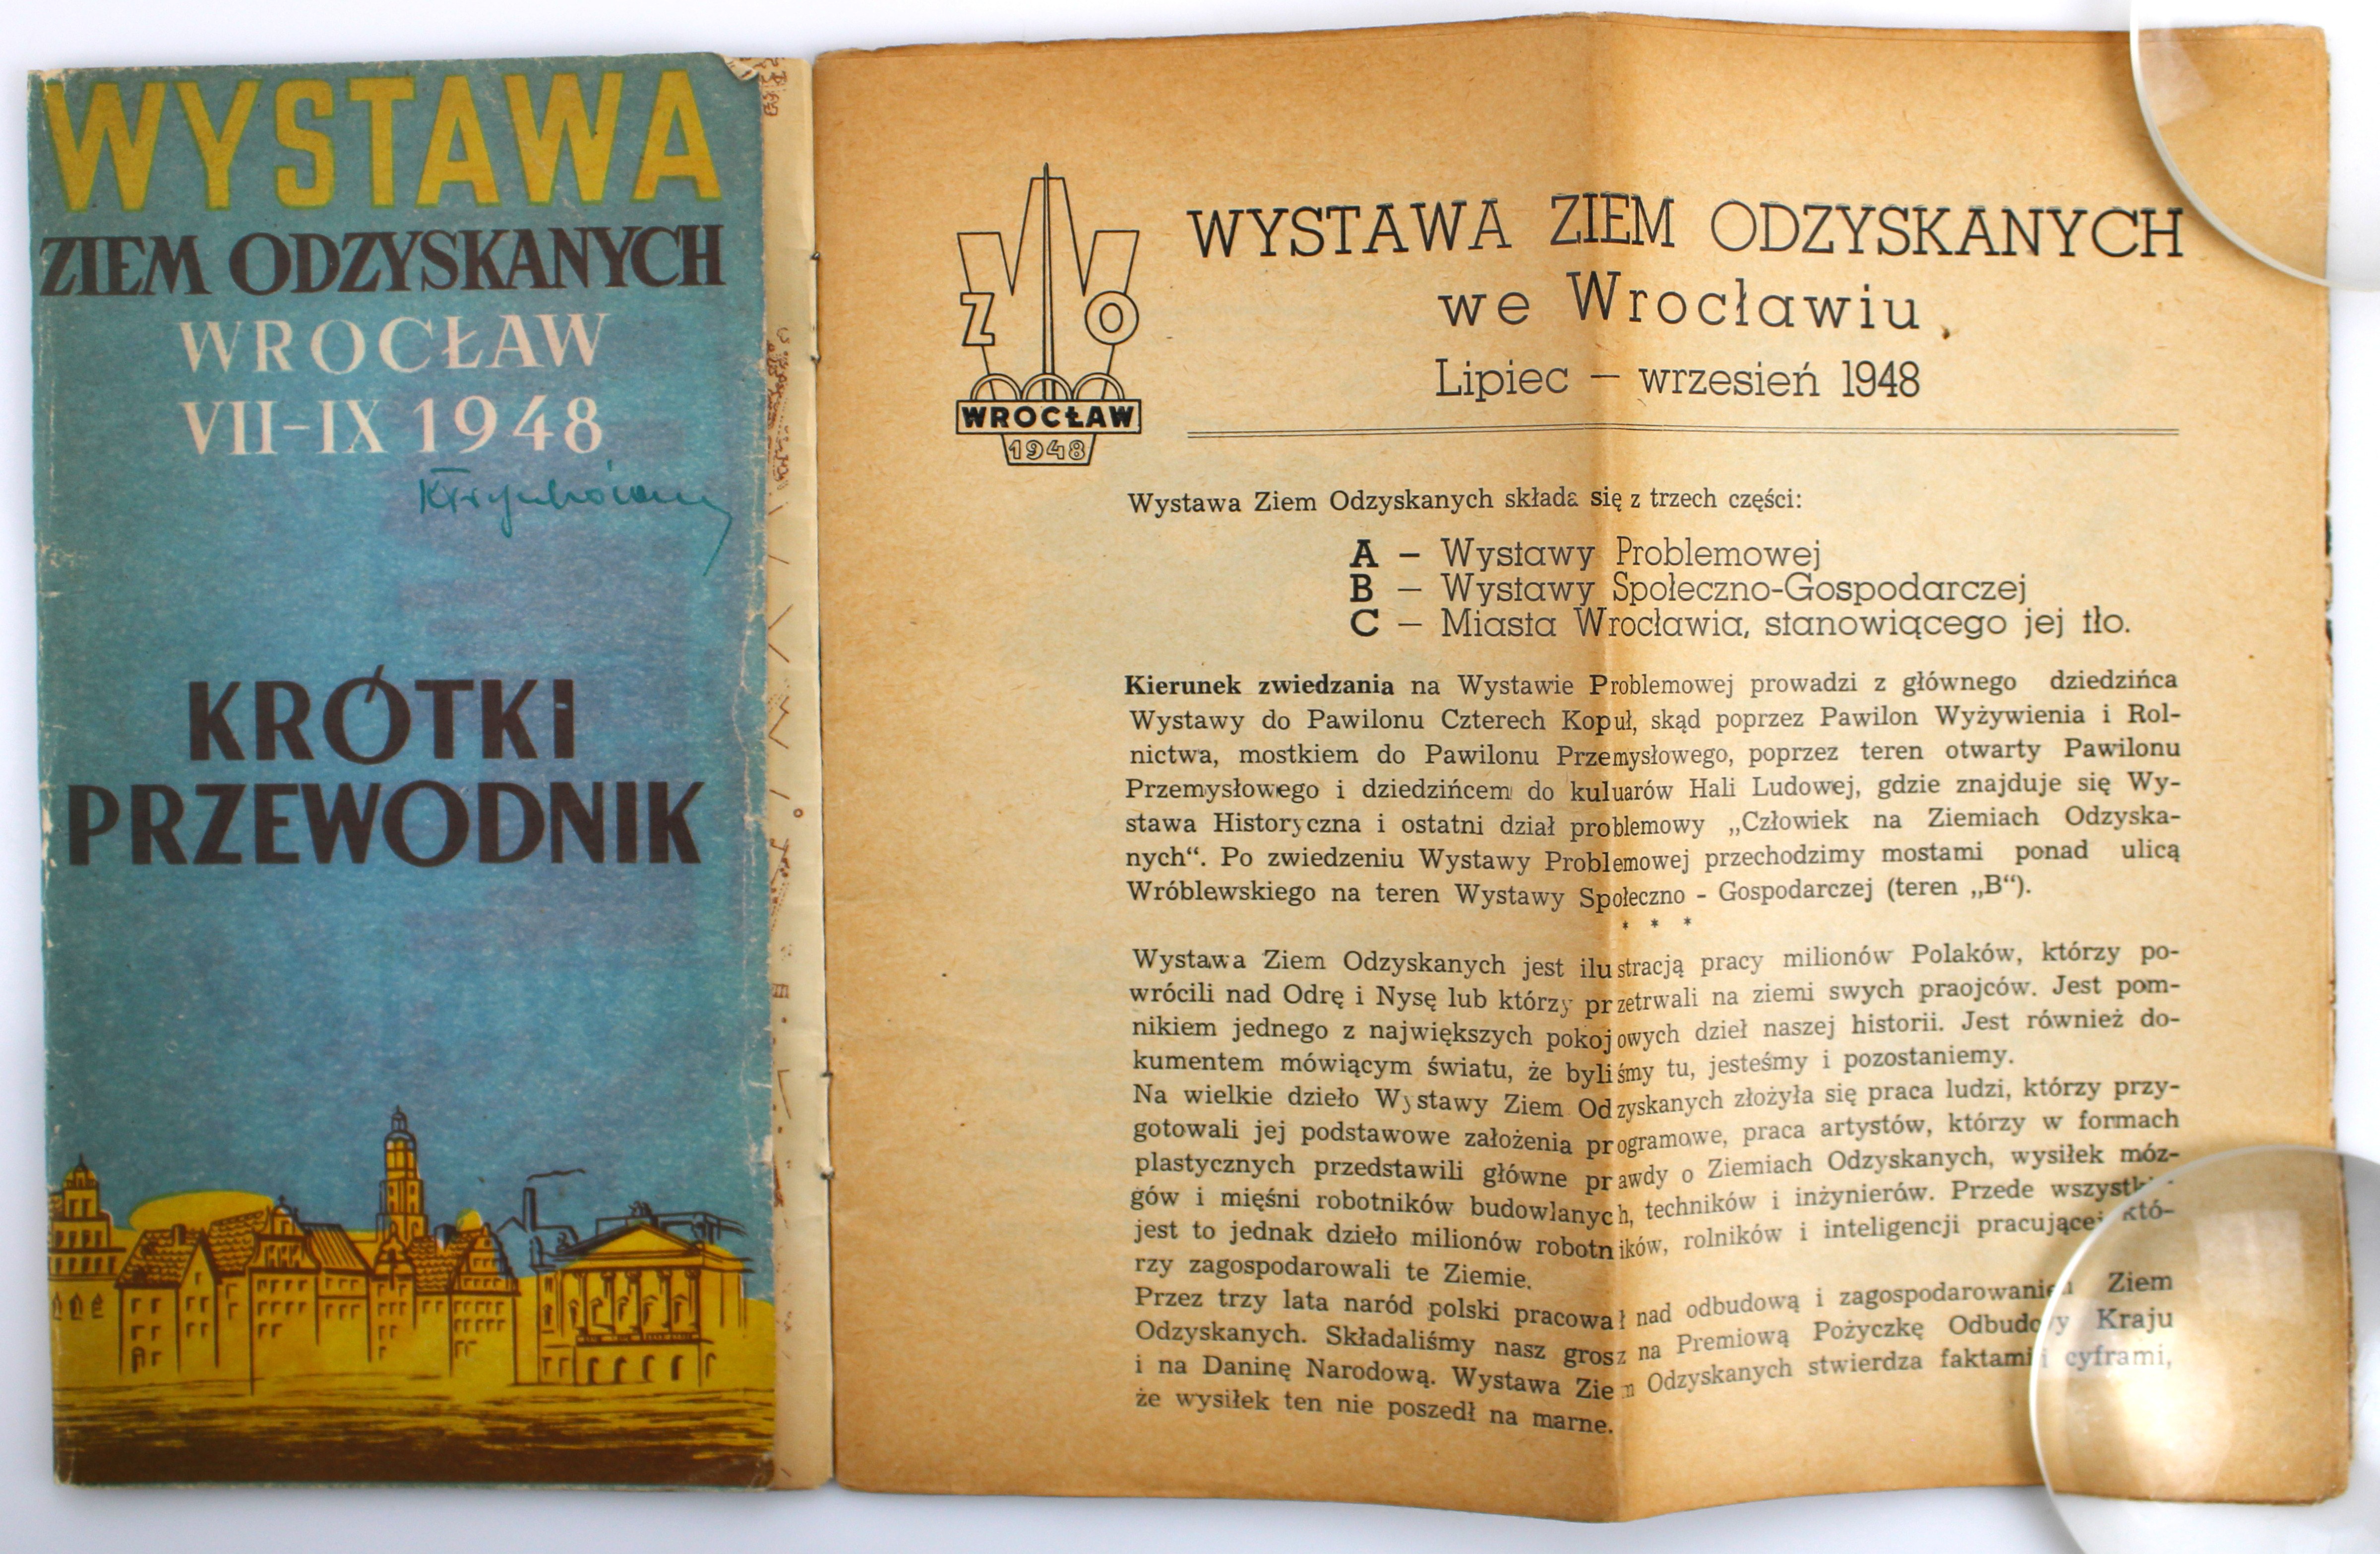 WYSTAWA
ZIEM ODZYSKANYCH
WROCŁAW
VII–IX 1948
KRÓTKI
PRZEWODNIK
W
Z O
WROCŁAW
1948
WYSTAWA ZIEM ODZYSKANYCH
we Wrocławiu
Lipiec – wrzesień 1948
Wystawa Ziem Odzyskanych składa się z trzech części:
A – Wystawy Problemowej
B – Wystawy Społeczno-Gospodarczej
C – Miasta Wrocławia, stanowiącego jej tło.
Kierunek zwiedzania na Wystawie Problemowej prowadzi z głównego dziedzińca
Wystawy do Pawilonu Czterech Kopuł, skąd poprzez Pawilon Wyżywienia i Rol-
nictwa, mostkiem do Pawilonu Przemysłowego, poprzez teren otwarty Pawilonu
Przemysłowego i dziedzińcem do kuluarów Hali Ludowej, gdzie znajduje się Wy-
stawa Historyczna i ostatni dział problemowy „Człowiek na Ziemiach Odzyska-
nych“. Po zwiedzeniu Wystawy Problemowej przechodzimy mostami ponad ulicą
Wróblewskiego na teren Wystawy Społeczno - Gospodarczej (teren „B“).
* * *
Wystawa Ziem Odzyskanych jest ilustracją pracy milionów Polaków, którzy po-
wrócili nad Odrę i Nysę lub którzy przetrwali na ziemi swych praojców. Jest pom-
nikiem jednego z największych pokojowych dzieł naszej historii. Jest również do-
kumentem mówiącym światu, że byliśmy tu, jesteśmy i pozostaniemy.
Na wielkie dzieło Wystawy Ziem Odzyskanych złożyła się praca ludzi, którzy przy-
gotowali jej podstawowe założenia programowe, praca artystów, którzy w formach
plastycznych przedstawili główne prawdy o Ziemiach Odzyskanych, wysiłek móz-
gów i mięśni robotników budowlanych, techników i inżynierów. Przede
jest to jednak dzieło milionów robotników, rolników i inteligencji pracującej któ-
rzy zagospodarowali te Ziemie.
Przez trzy lata naród polski pracował nad odbudową i zagospodarowaniem Ziem
Odzyskanych. Składaliśmy nasz grosz na Premiową Pożyczkę Odbudowy Kraju
i na Daninę Narodową. Wystawa Ziem Odzyskanych stwierdza faktami i cyframi,
że wysiłek ten nie poszedł na marne.